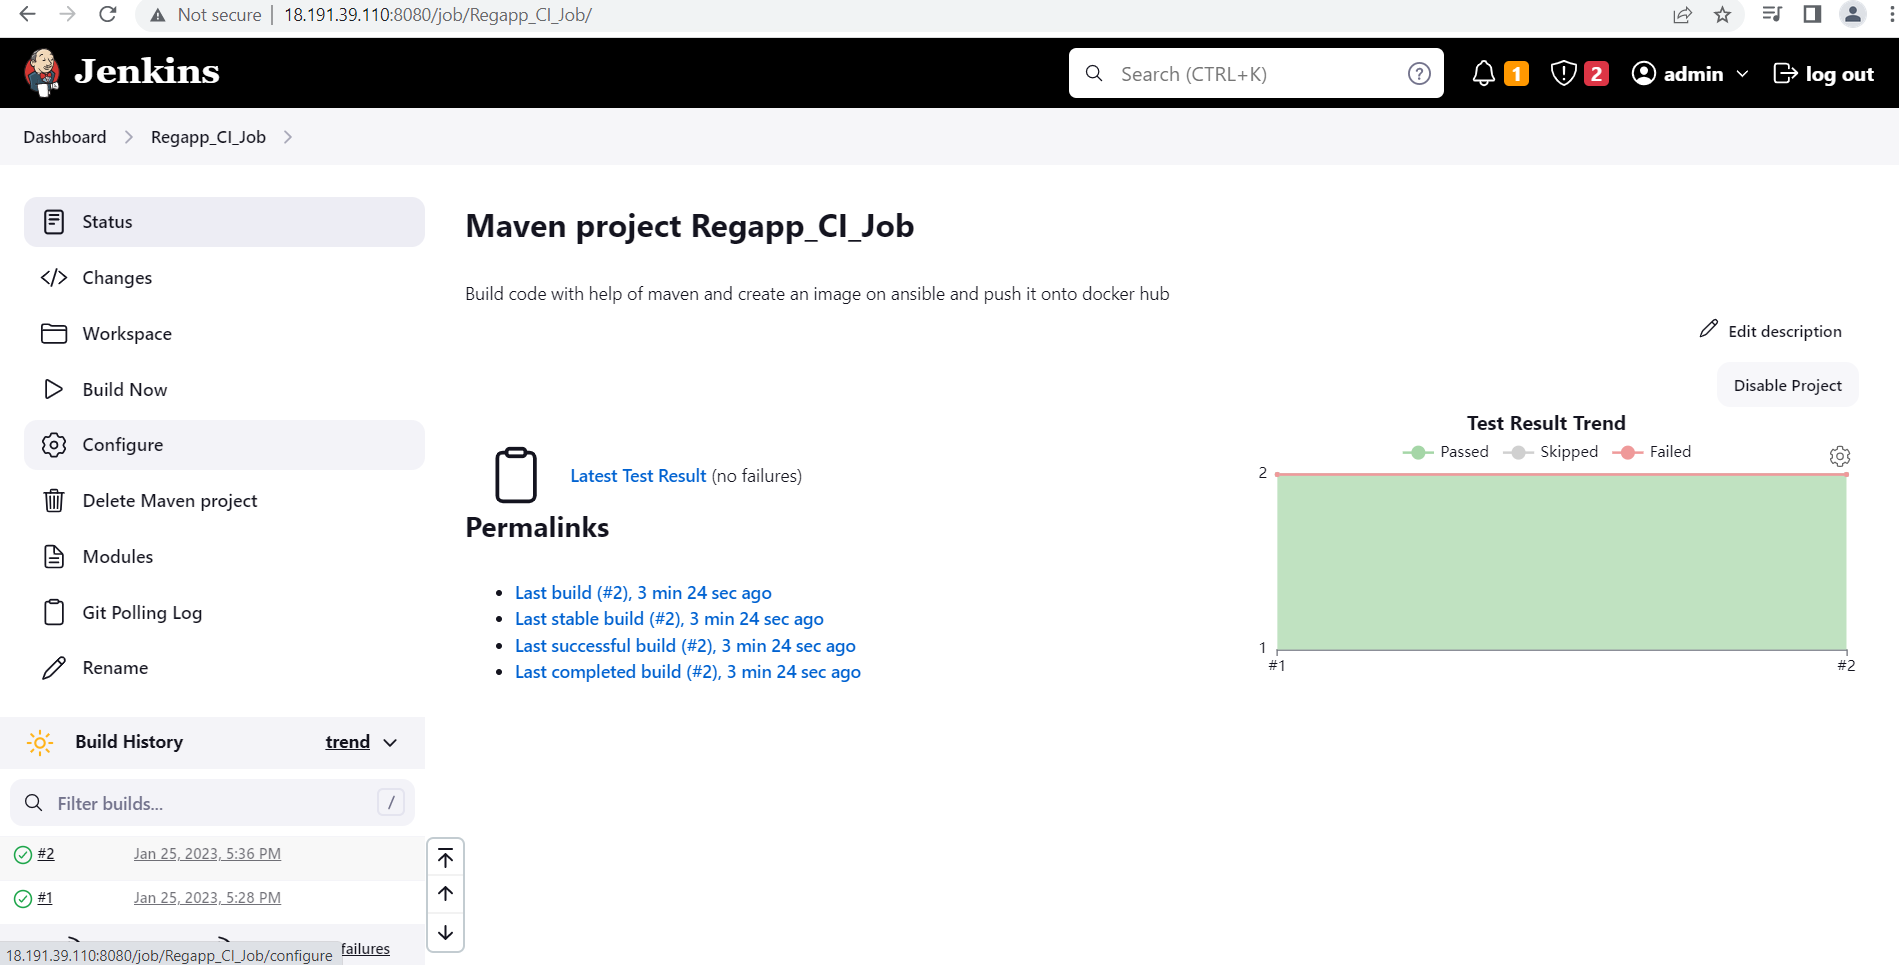 Not secure | 18.191.39.110:8080/job/Regapp_CI_Job/
Jenkins
Search (CTRL+K)
?
1
2
admin
log out
Dashboard
Regapp_CI_Job
Status
Changes
Workspace
Build Now
Configure
Delete Maven project
Modules
Git Polling Log
Rename
Build History
trend
Filter builds...
/
#2
Jan 25, 2023, 5:36 PM
#1
Jan 25, 2023, 5:28 PM
failures
18.191.39.110:8080/job/Regapp_CI_Job/configure
Maven project Regapp_CI_Job
Build code with help of maven and create an image on ansible and push it onto docker hub
Edit description
Disable Project
Latest Test Result (no failures)
Permalinks
Last build (#2), 3 min 24 sec ago
Last stable build (#2), 3 min 24 sec ago
Last successful build (#2), 3 min 24 sec ago
Last completed build (#2), 3 min 24 sec ago
Test Result Trend
Passed
Skipped
Failed
2
1
#1
#2